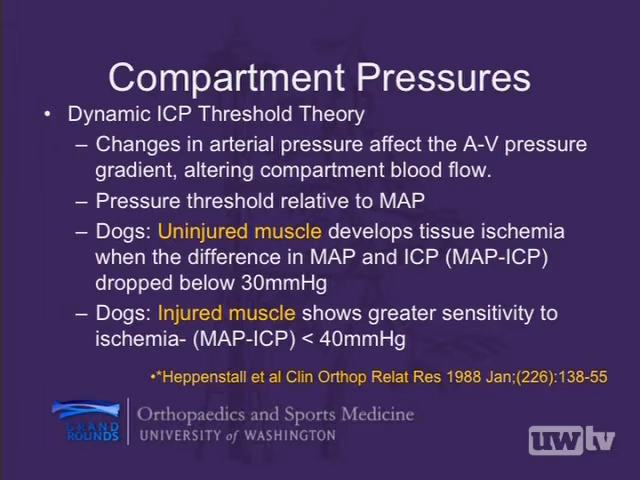 Compartment Pressures
• Dynamic ICP Threshold Theory
– Changes in arterial pressure affect the A-V pressure
gradient, altering compartment blood flow.
– Pressure threshold relative to MAP
– Dogs: Uninjured muscle develops tissue ischemia
when the difference in MAP and ICP (MAP-ICP)
dropped below 30mmHg
– Dogs: Injured muscle shows greater sensitivity to
ischemia- (MAP-ICP) < 40mmHg
•*Heppenstall et al Clin Orthop Relat Res 1988 Jan;(226):138-55
GRAND
ROUNDS
Orthopaedics and Sports Medicine
UNIVERSITY of WASHINGTON
uwtv